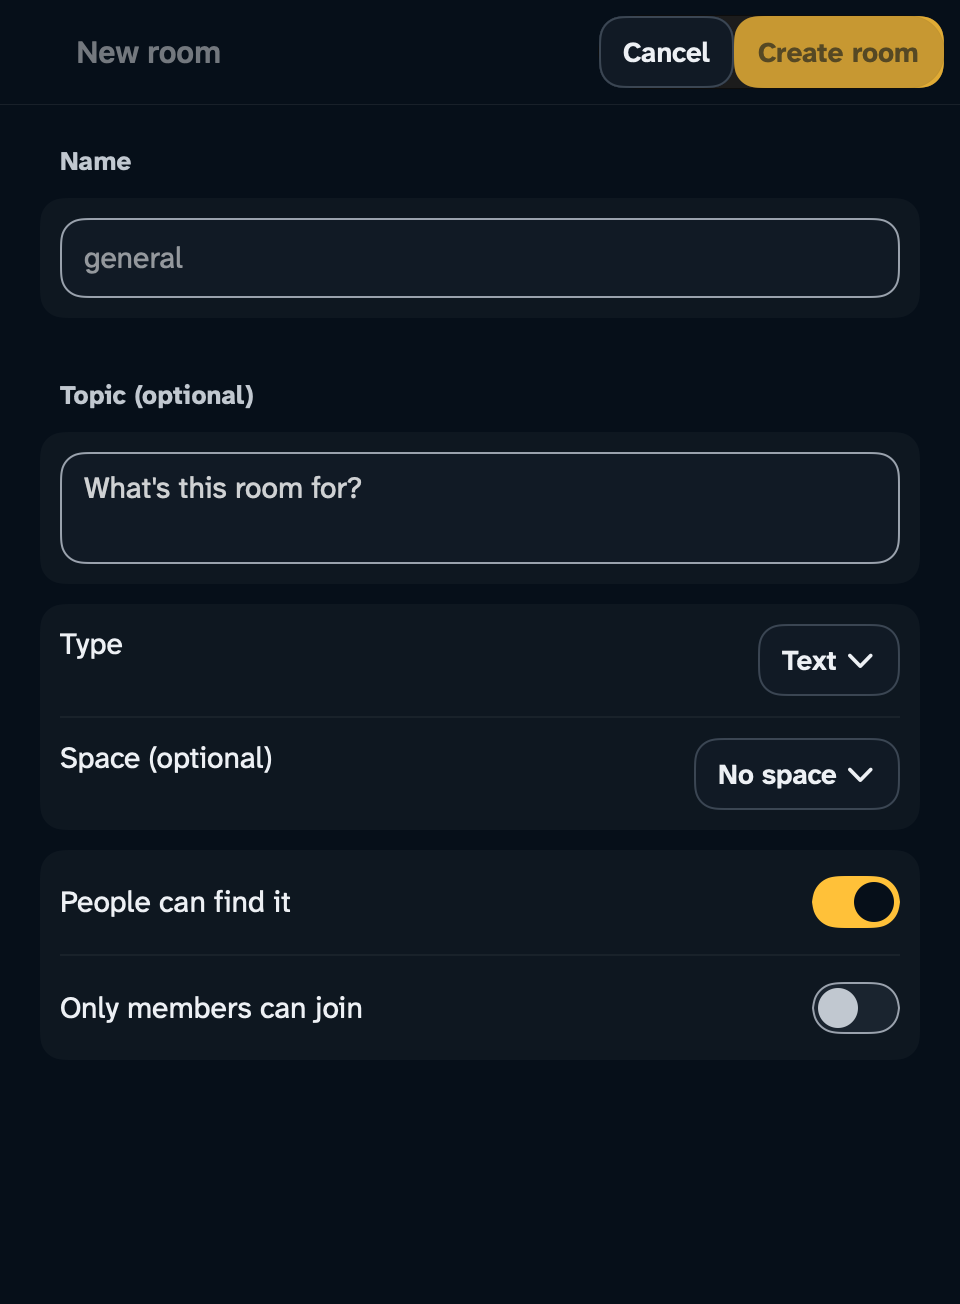 New room
Cancel
Create room
Name
general
Topic (optional)
What's this room for?
Type
Text
Space (optional)
No space
People can find it
Only members can join